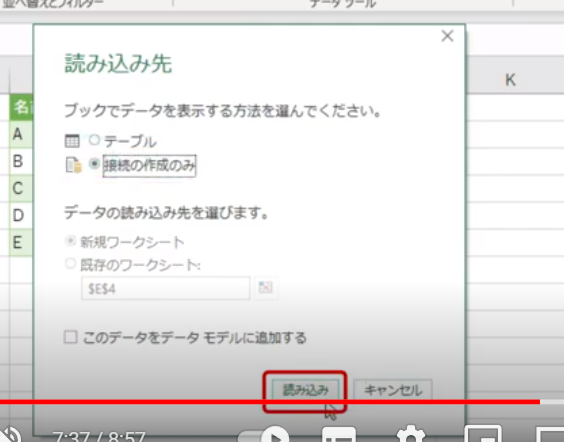 並べ替えとフィルター
データ ツール
読み込み先
K
ブックでデータを表示する方法を選んでください。
名前
A
テーブル
B
接続の作成のみ
C
D
データの読み込み先を選びます。
E
新規ワークシート
既存のワークシート:
$E$4
このデータをデータ モデルに追加する
読み込み
キャンセル
7:37 / 8:57